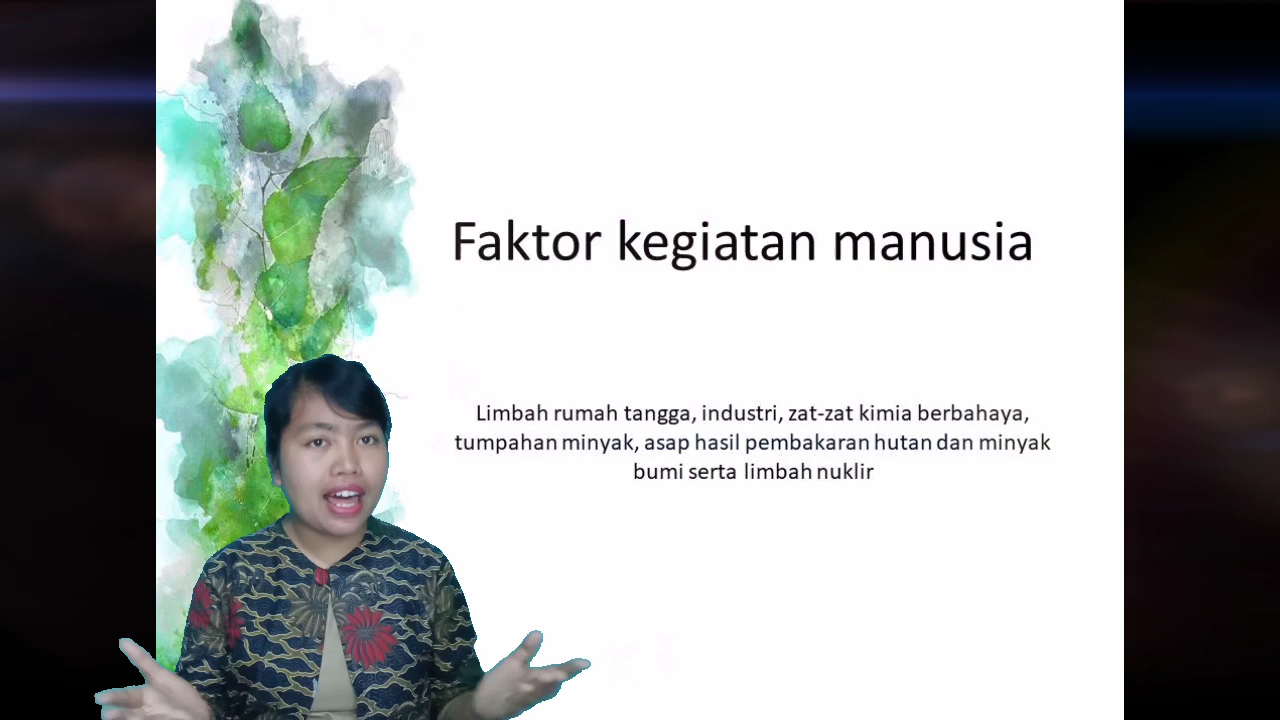 Faktor kegiatan manusia
Limbah rumah tangga, industri, zat-zat kimia berbahaya,
tumpahan minyak, asap hasil pembakaran hutan dan minyak
bumi serta limbah nuklir